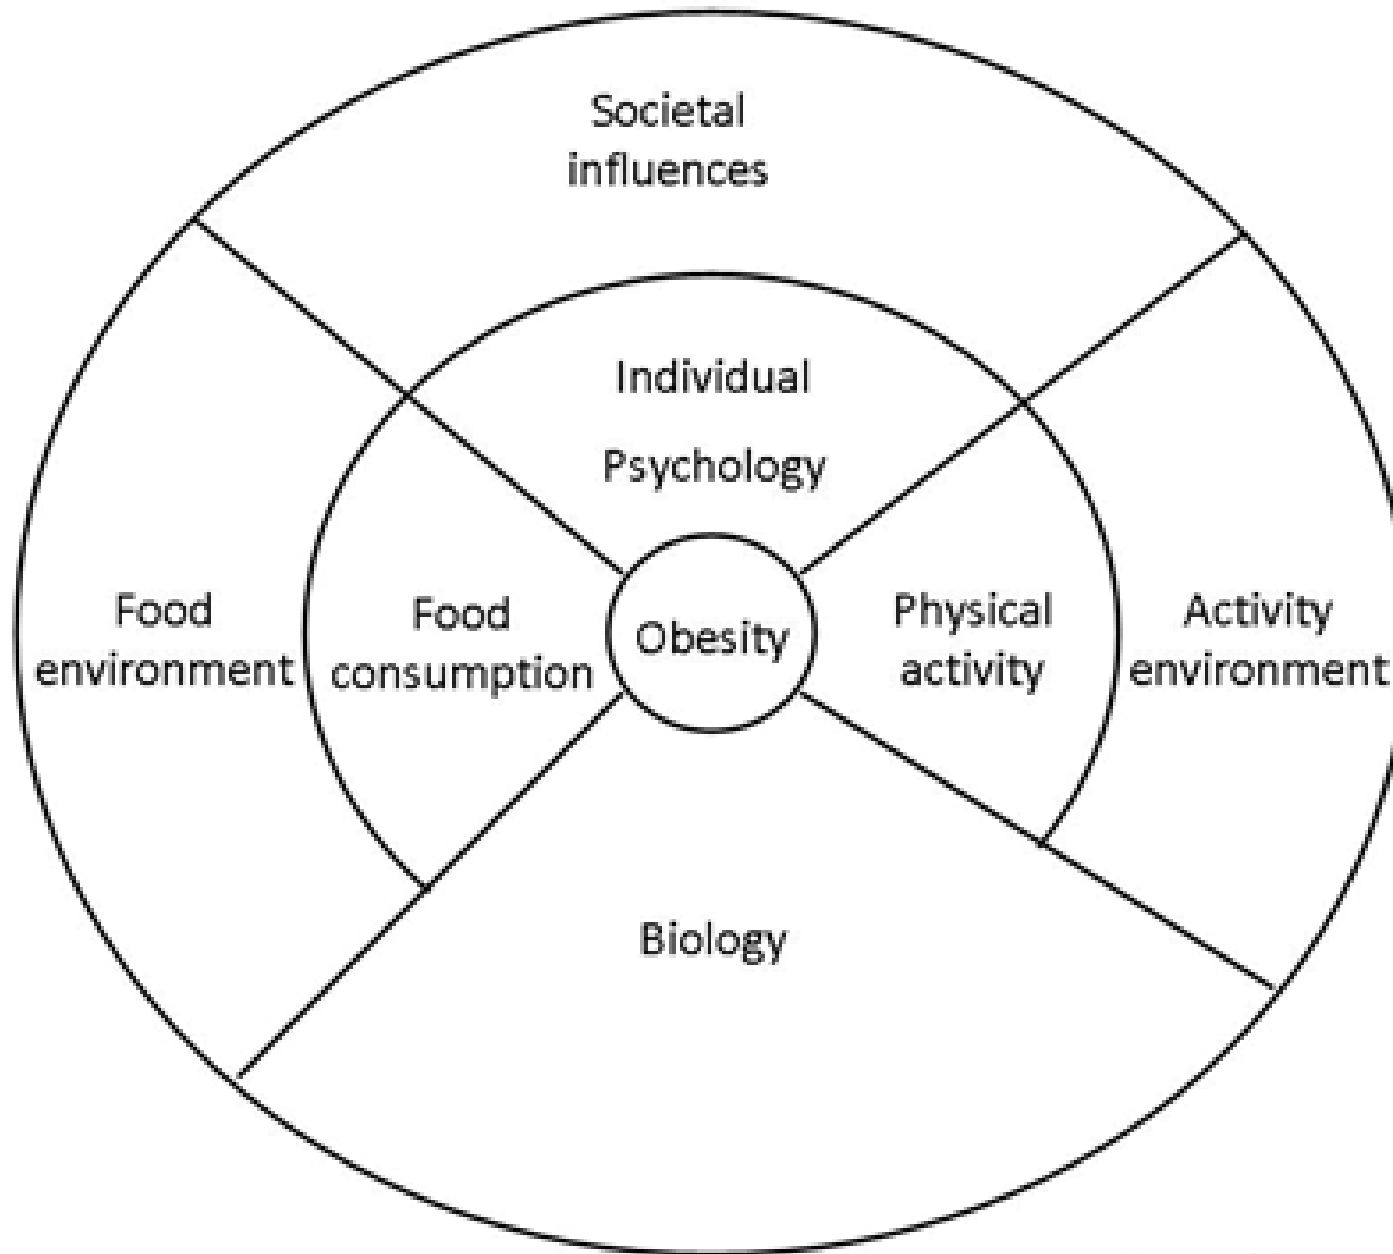 Societal
influences
Individual
Psychology
Food
environment
Food
consumption
Obesity
Physical
activity
Activity
environment
Biology